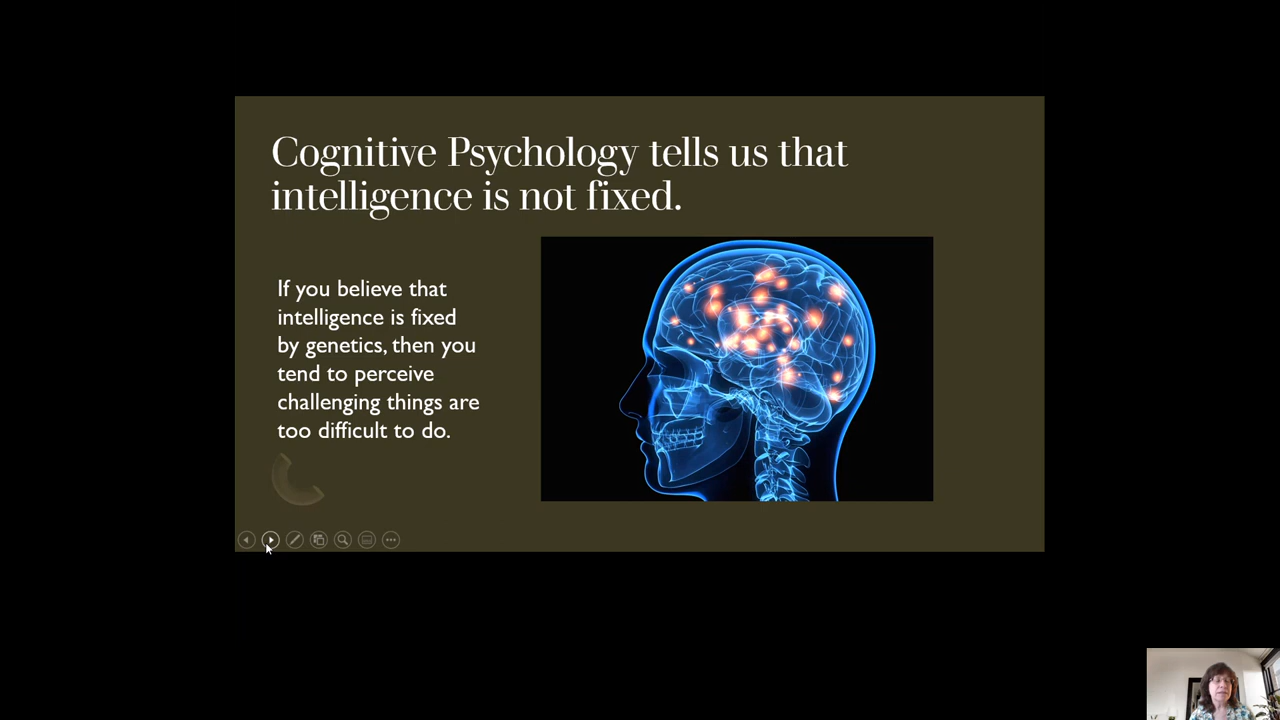 Cognitive Psychology tells us that
intelligence is not fixed.
If you believe that
intelligence is fixed
by genetics, then you
tend to perceive
challenging things are
too difficult to do.